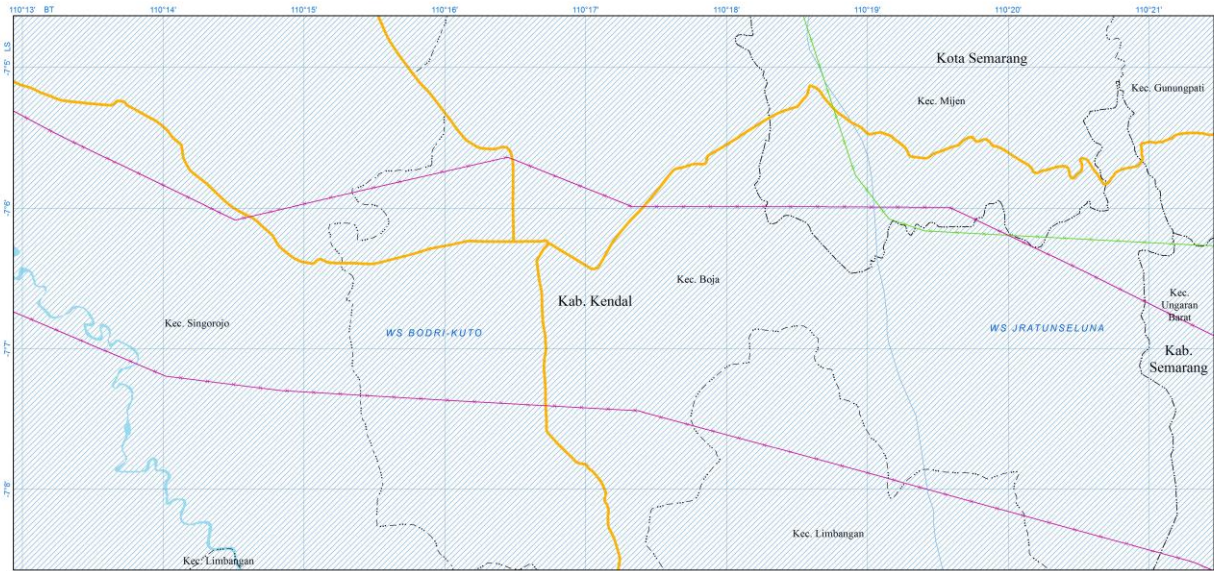 110°13' BT
110°14'
110°15'
110°16'
110°17'
110°18'
110°19'
110°20'
110°21'
LS
7°5'
Kota Semarang
Kec. Mijen
Kec. Gunungpati
7°6'
Kec. Boja
Kab. Kendal
Kec. Singorojo
WS BODRI-KUTO
WS JRATUNSELUNA
Kec.
Ungaran
Barat
7°7'
Kab.
Semarang
7°8'
Kec. Limbangan
Kec. Limbangan